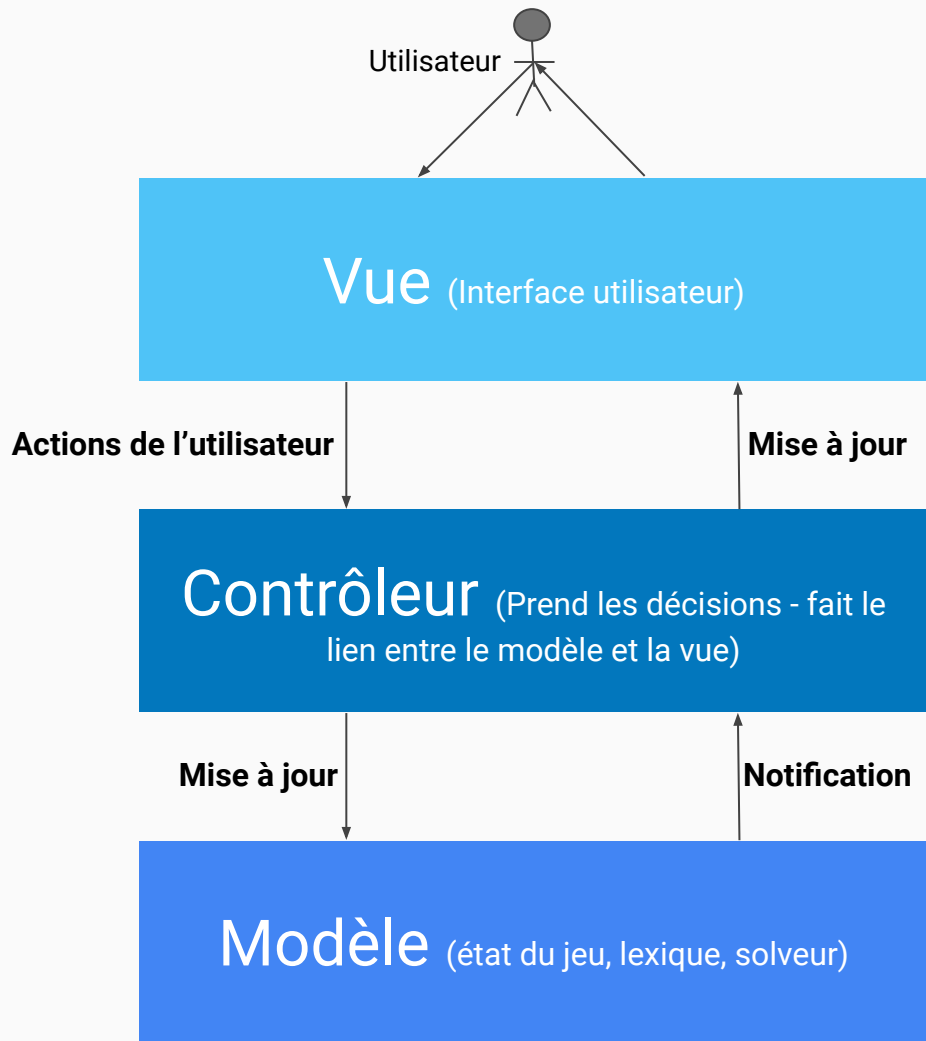 Utilisateur
Vue (Interface utilisateur)
Actions de l’utilisateur
Mise à jour
Contrôleur (Prend les décisions - fait le
lien entre le modèle et la vue)
Mise à jour
Notification
Modèle (état du jeu, lexique, solveur)